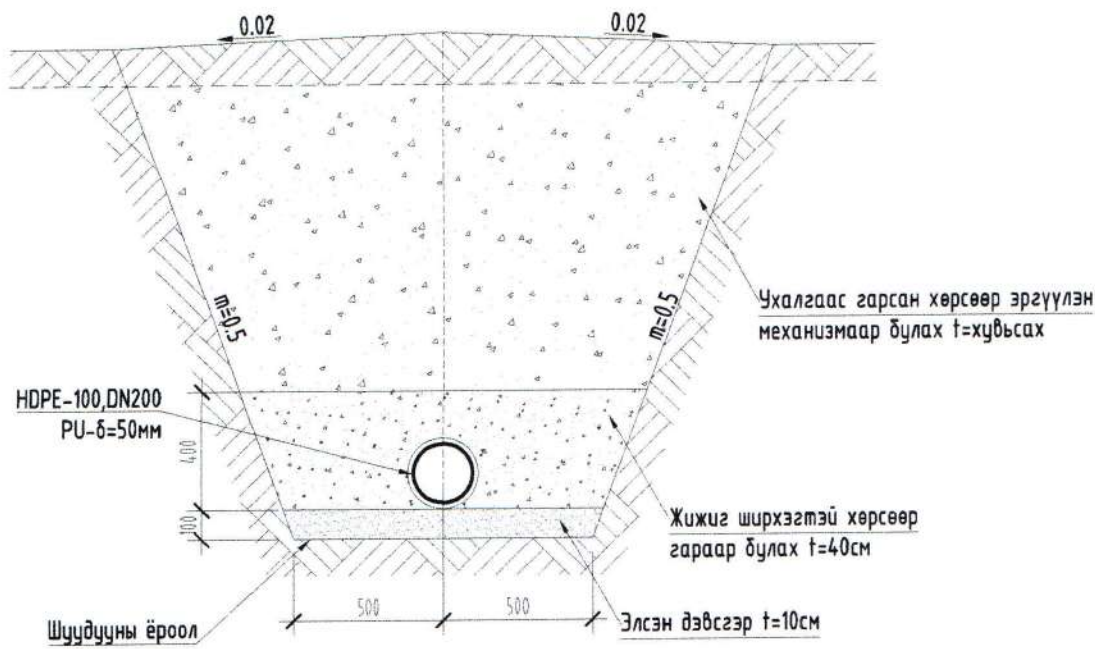 0.02
0.02
m=0.5
m=0.5
Ухалгаас гарсан хөрсөөр эргүүлэн
механизмаар булах t=хувьсах
HDPE-100,DN200
PU-δ=50мм
400
100
Жижиг ширхэгтэй хөрсөөр
гараар булах t=40см
500
500
Шуудууны ёроол
Элсэн дэвсгэр t=10см